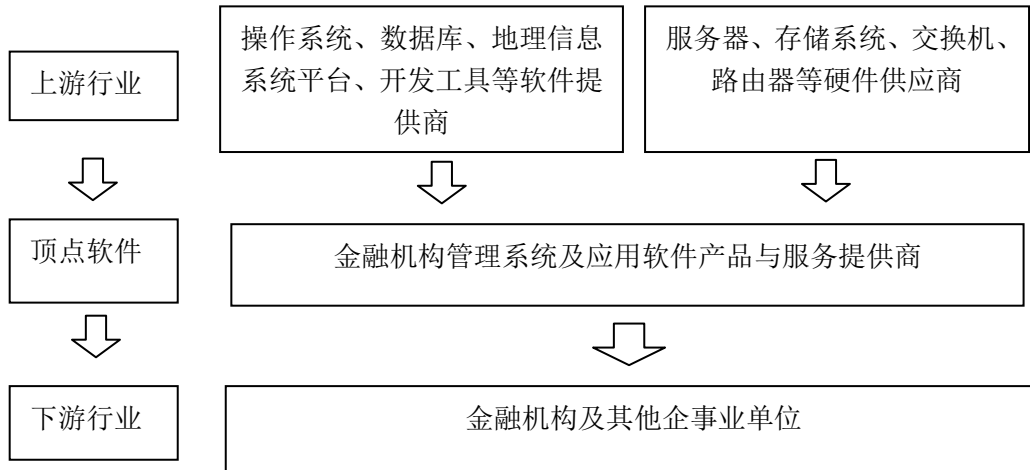 上游行业
操作系统、数据库、地理信息
系统平台、开发工具等软件提
供商
服务器、存储系统、交换机、
路由器等硬件供应商
顶点软件
金融机构管理系统及应用软件产品与服务提供商
下游行业
金融机构及其他企事业单位